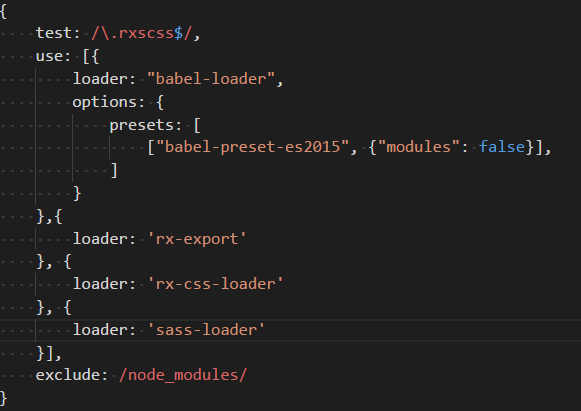 {
    test: /\.rxscss$/,
    use: [{
        loader: "babel-loader",
        options: {
            presets: [
                ["babel-preset-es2015", {"modules": false}],
            ]
        }
    },{
        loader: 'rx-export'
    }, {
        loader: 'rx-css-loader'
    }, {
        loader: 'sass-loader'
    }],
    exclude: /node_modules/
}